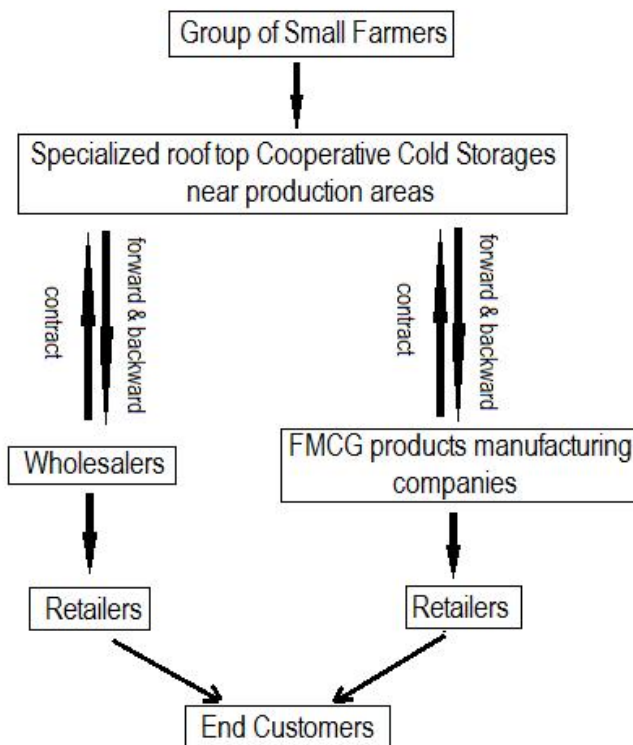 Group of Small Farmers
Specialized roof top Cooperative Cold Storages
near production areas
contract
forward & backward
contract
forward & backward
Wholesalers
FMCG products manufacturing
companies
Retailers
Retailers
End Customers